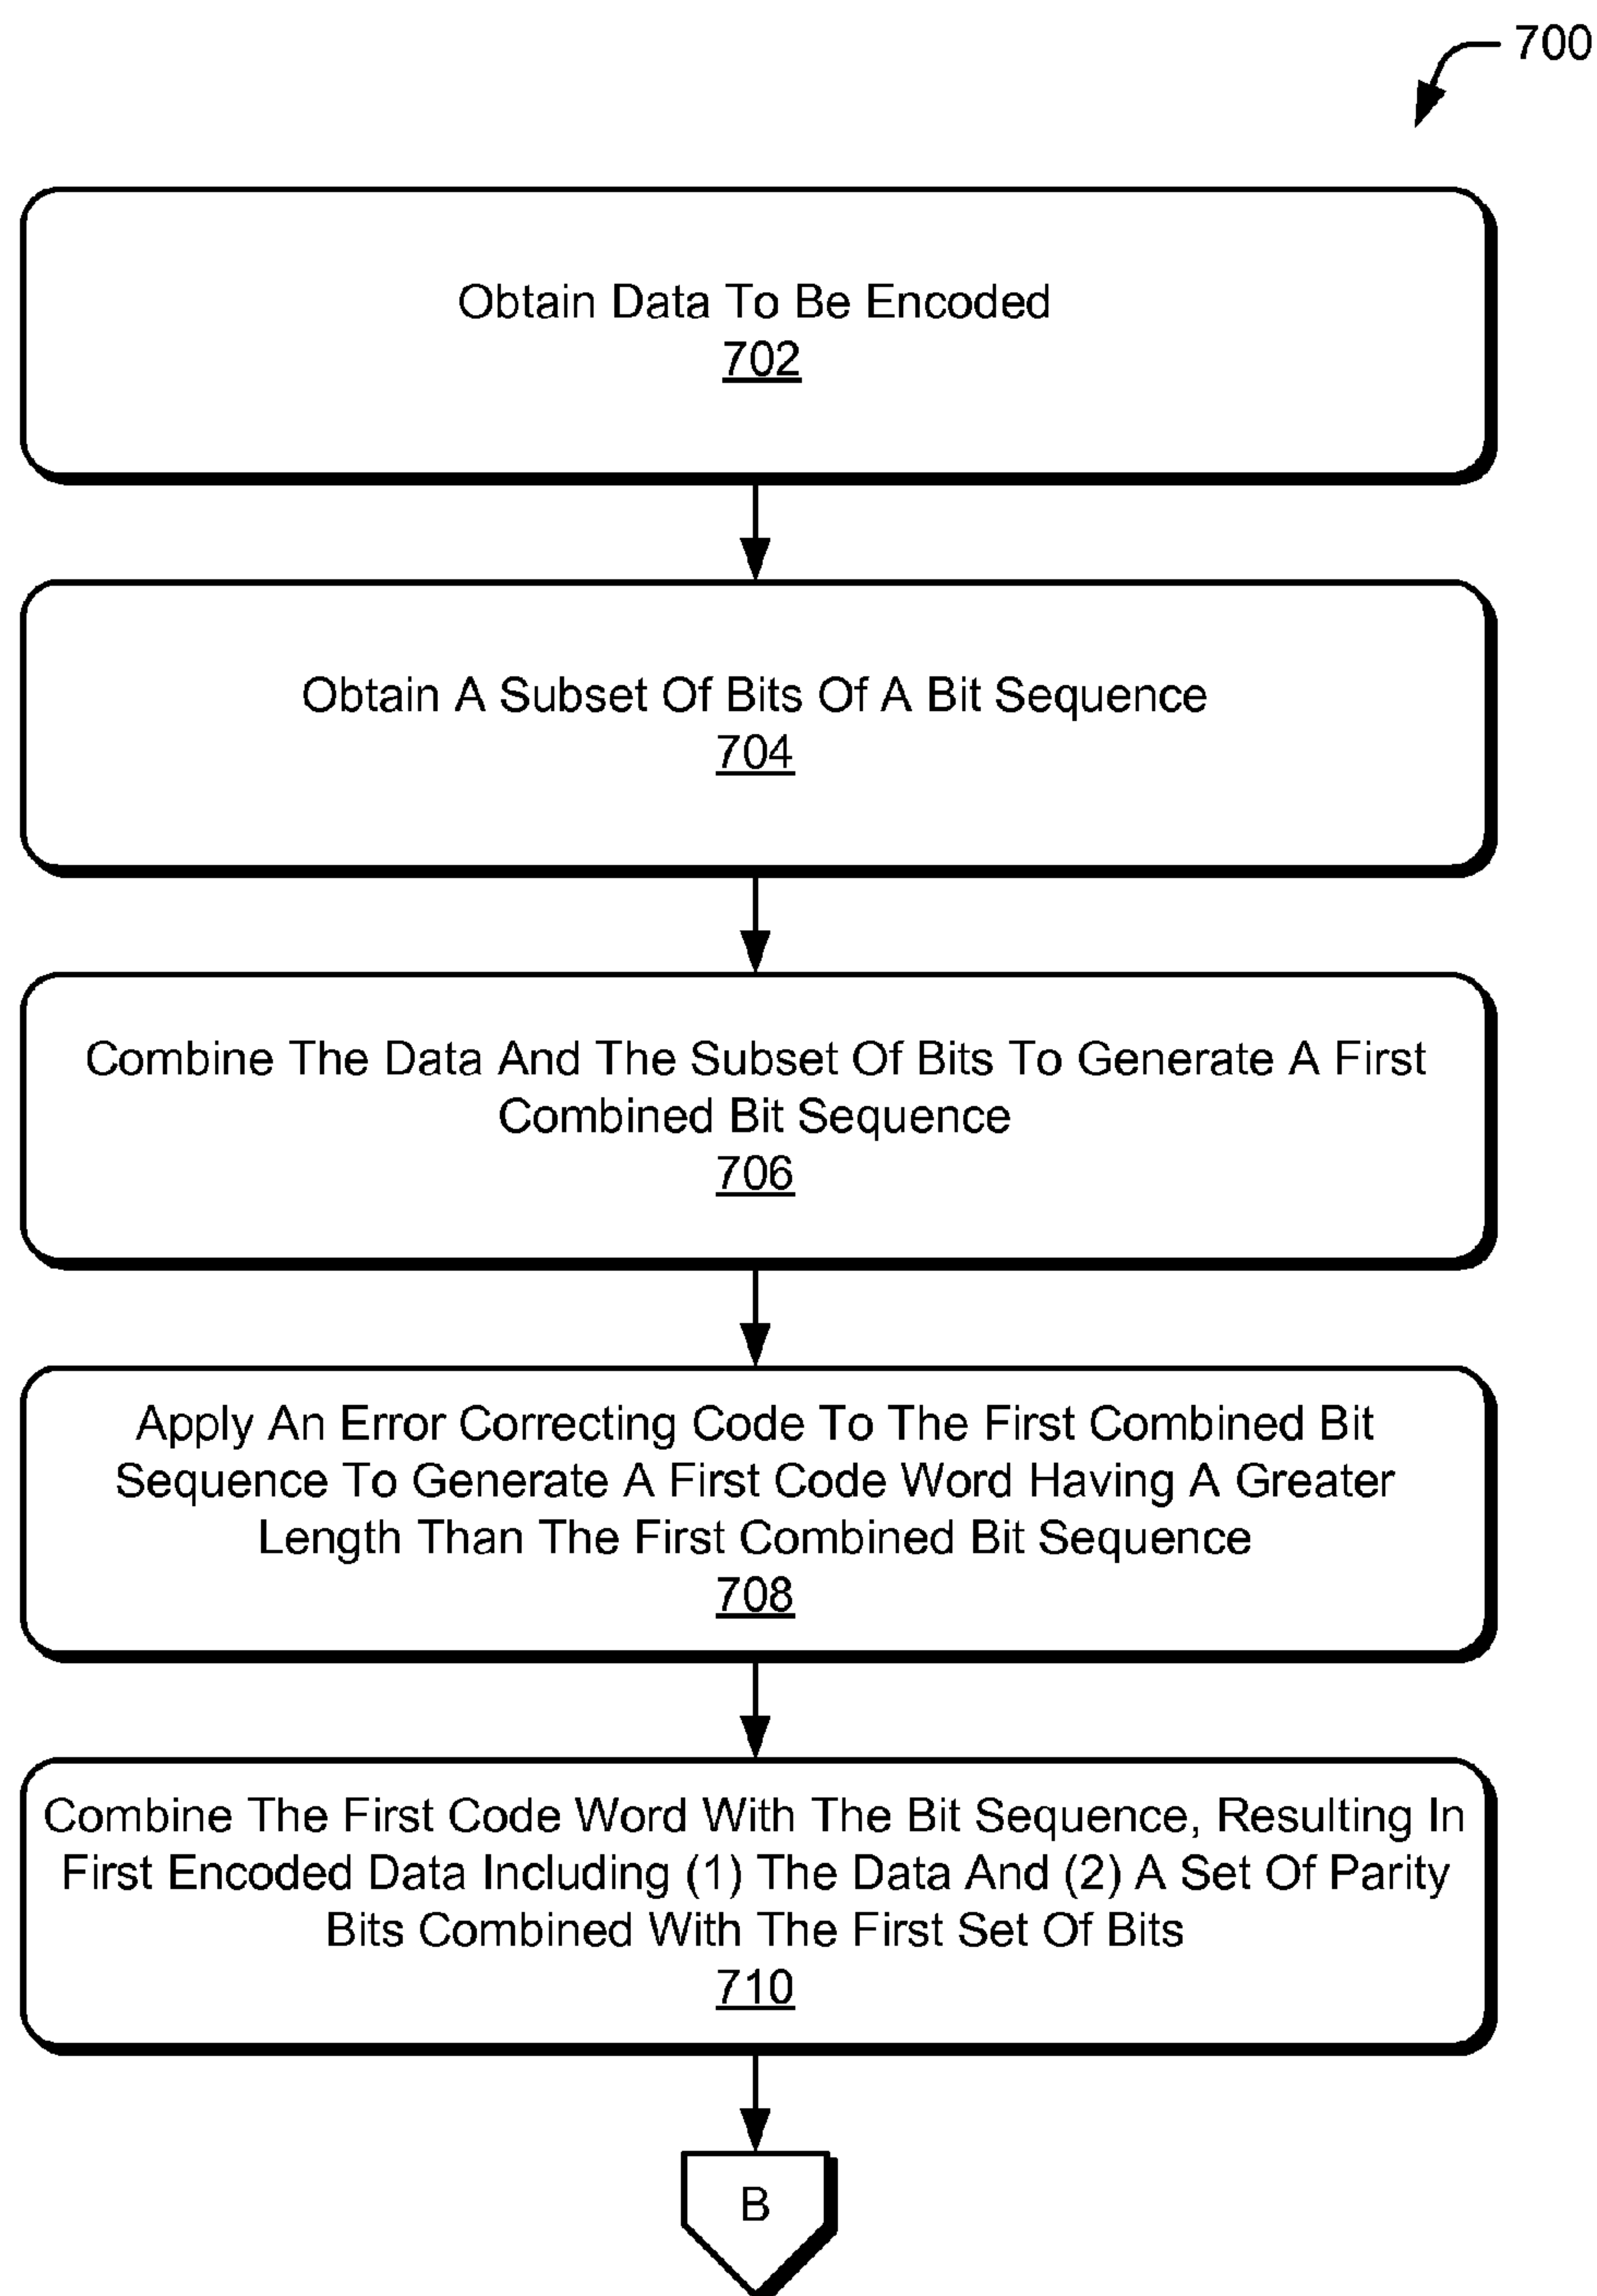 700
Obtain Data To Be Encoded
702
Obtain A Subset Of Bits Of A Bit Sequence
704
Combine The Data And The Subset Of Bits To Generate A First
Combined Bit Sequence
706
Apply An Error Correcting Code To The First Combined Bit
Sequence To Generate A First Code Word Having A Greater
Length Than The First Combined Bit Sequence
708
Combine The First Code Word With The Bit Sequence, Resulting In
First Encoded Data Including (1) The Data And (2) A Set Of Parity
Bits Combined With The First Set Of Bits
710
B